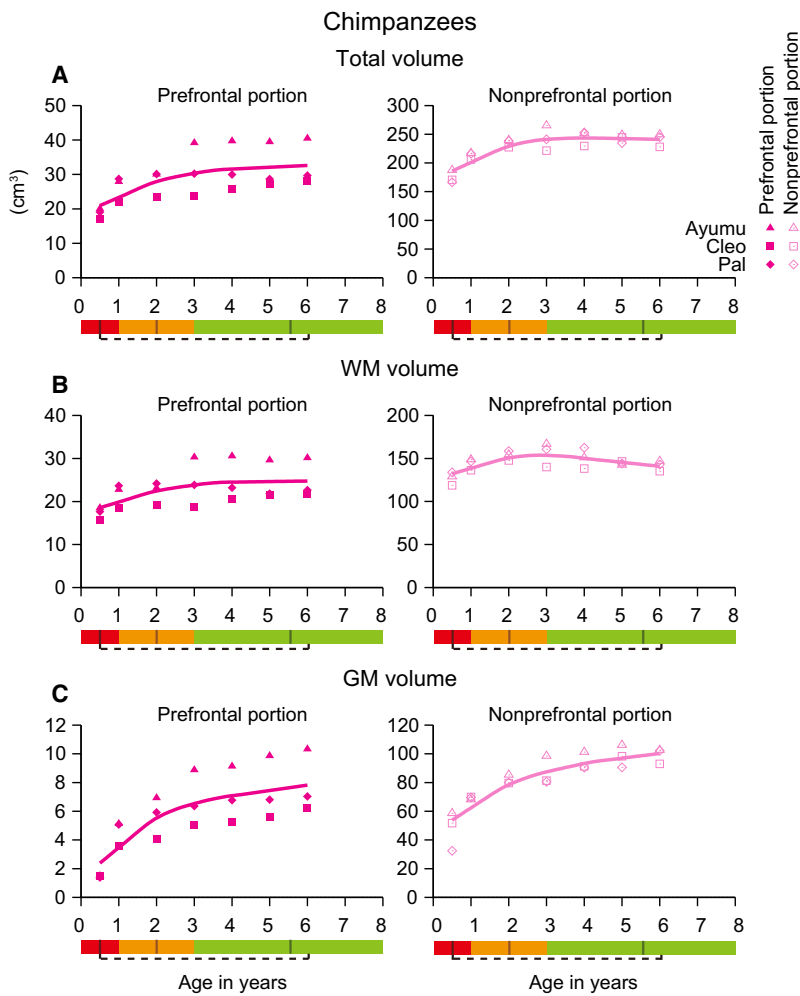 Chimpanzees
Total volume
A
Prefrontal portion
Nonprefrontal portion
(cm³)
50
40
30
20
10
0
0 1 2 3 4 5 6 7 8
300
250
200
150
100
50
0
0 1 2 3 4 5 6 7 8
Prefrontal portion
Nonprefrontal portion
Ayumu
Cleo
Pal
WM volume
B
Prefrontal portion
Nonprefrontal portion
40
30
20
10
0
0 1 2 3 4 5 6 7 8
200
150
100
50
0
0 1 2 3 4 5 6 7 8
GM volume
C
Prefrontal portion
Nonprefrontal portion
12
10
8
6
4
2
0
0 1 2 3 4 5 6 7 8
120
100
80
60
40
20
0
0 1 2 3 4 5 6 7 8
Age in years
Age in years